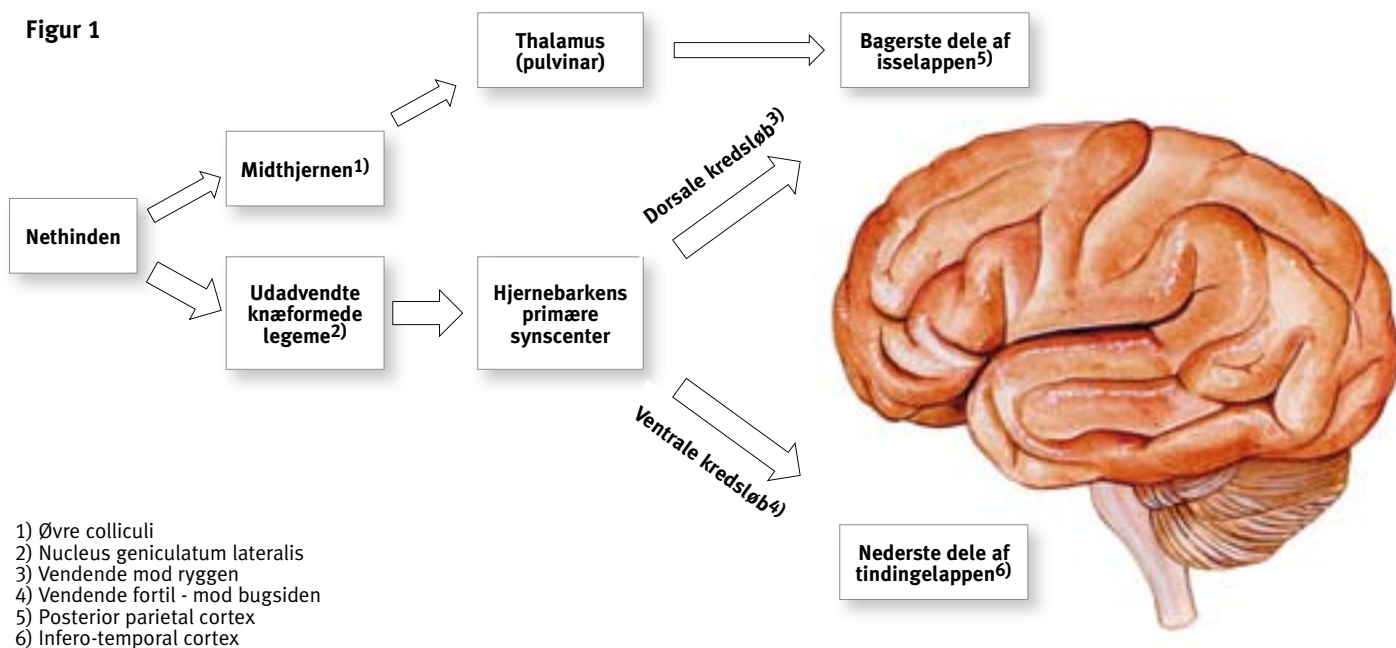 Figur 1
Thalamus
(pulvinar)
Bagerste dele af
isselappen5)
Midthjernen1)
Dorsale kredsløb3)
Nethinden
Udadvendte
knæformede
legeme2)
Hjernebarkens
primære
synscenter
Ventrale kredsløb4)
Nederste dele af
tindingelappen6)
1) Øvre colliculi
2) Nucleus geniculatum lateralis
3) Vendende mod ryggen
4) Vendende fortil - mod bugsiden
5) Posterior parietal cortex
6) Infero-temporal cortex